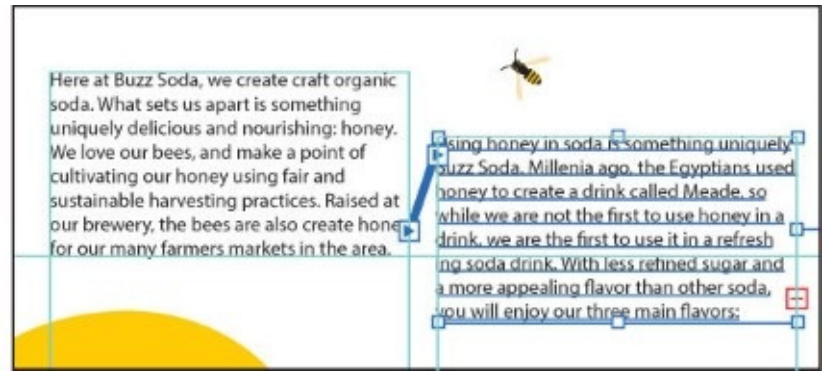 Here at Buzz Soda, we create craft organic
soda. What sets us apart is something
uniquely delicious and nourishing: honey.
We love our bees, and make a point of
cultivating our honey using fair and
sustainable harvesting practices. Raised at
our brewery, the bees are also create hone
for our many farmers markets in the area.
Using honey in soda is something uniquely
Buzz Soda. Millenia ago, the Egyptians used
honey to create a drink called Meade, so
while we are not the first to use honey in a
drink, we are the first to use it in a refresh
ing soda drink. With less refined sugar and
a more appealing flavor than other soda,
you will enjoy our three main flavors: